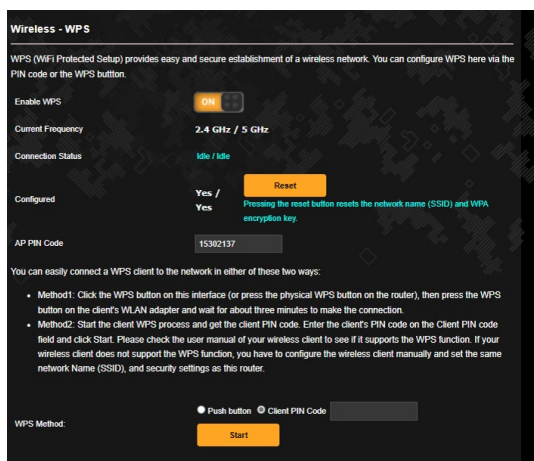 Wireless - WPS
WPS (WiFi Protected Setup) provides easy and secure establishment of a wireless network. You can configure WPS here via the
PIN code or the WPS buttton.
Enable WPS
ON
Current Frequency
2.4 GHz / 5 GHz
Connection Status
Idle / Idle
Configured
Yes /
Yes
Reset
Pressing the reset button resets the network name (SSID) and WPA
encryption key.
AP PIN Code
15302137
You can easily connect a WPS client to the network in either of these two ways:
• Method1: Click the WPS button on this interface (or press the physical WPS button on the router), then press the WPS
button on the client's WLAN adapter and wait for about three minutes to make the connection.
• Method2: Start the client WPS process and get the client PIN code. Enter the client's PIN code on the Client PIN code
field and click Start. Please check the user manual of your wireless client to see if it supports the WPS function. If your
wireless client does not support the WPS function, you have to configure the wireless client manually and set the same
network Name (SSID), and security settings as this router.
WPS Method:
Push button
Client PIN Code
Start